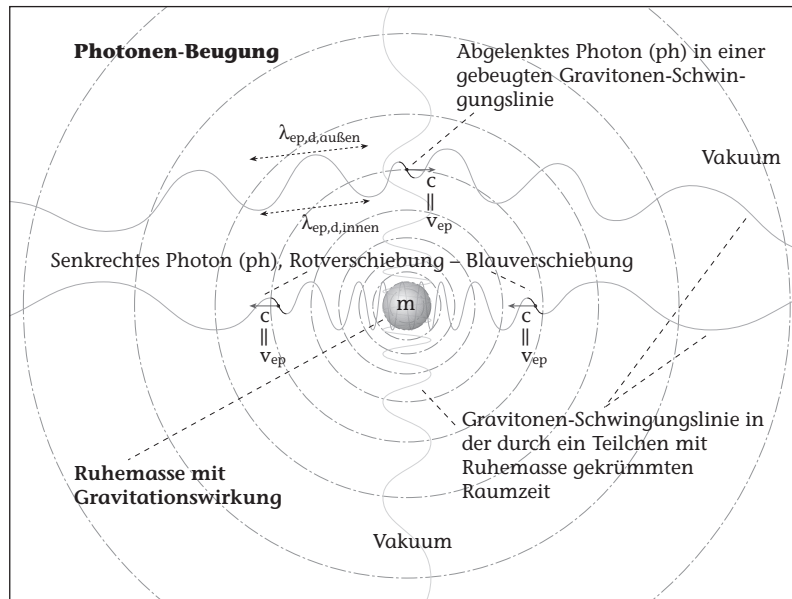 Photonen-Beugung
Abgelenktes Photon (ph) in einer
gebeugten Gravitonen-Schwin-
gungslinie
λep,d,außen
Vakuum
c
||
vep
λep,d,innen
Senkrechtes Photon (ph), Rotverschiebung – Blauverschiebung
m
c
||
vep
c
||
vep
Gravitonen-Schwingungslinie in
der durch ein Teilchen mit
Ruhemasse gekrümmten
Raumzeit
Ruhemasse mit
Gravitationswirkung
Vakuum